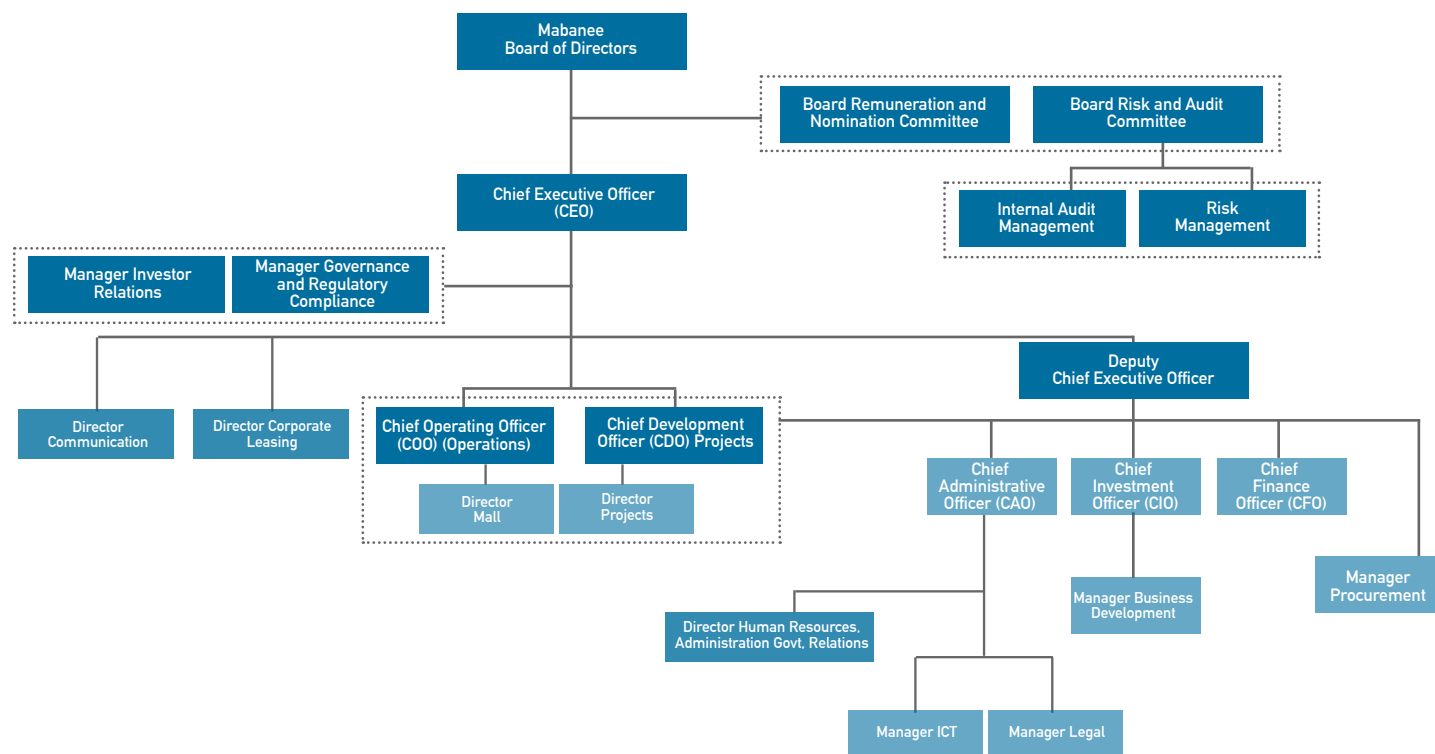 Mabanee
Board of Directors
Board Remuneration and
Nomination Committee
Board Risk and Audit
Committee
Chief Executive Officer
(CEO)
Internal Audit
Management
Risk
Management
Manager Investor
Relations
Manager Governance
and Regulatory
Compliance
Deputy
Chief Executive Officer
Director
Communication
Director Corporate
Leasing
Chief Operating Officer
(COO) (Operations)
Chief Development
Officer (CDO) Projects
Director
Mall
Director
Projects
Chief
Administrative
Officer (CAO)
Chief
Investment
Officer (CIO)
Chief
Finance
Officer (CFO)
Manager
Procurement
Manager Business
Development
Director Human Resources,
Administration Govt, Relations
Manager ICT
Manager Legal